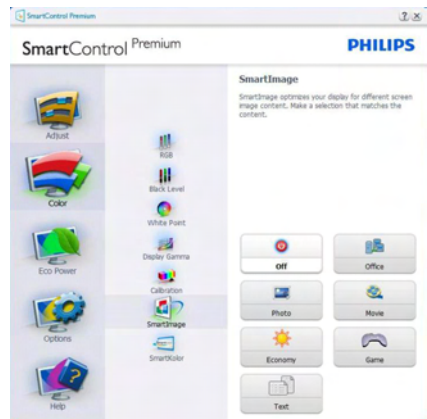 SmartControl Premium
SmartControl Premium
PHILIPS
Adjust
Color
Eco Power
Options
Help
RGB
Black Level
White Point
Display Gamma
Calibration
SmartImage
SmartKolor
SmartImage
SmartImage optimizes your display for different screen
image content. Make a selection that matches the
content.
Off
Office
Photo
Movie
Economy
Game
Text